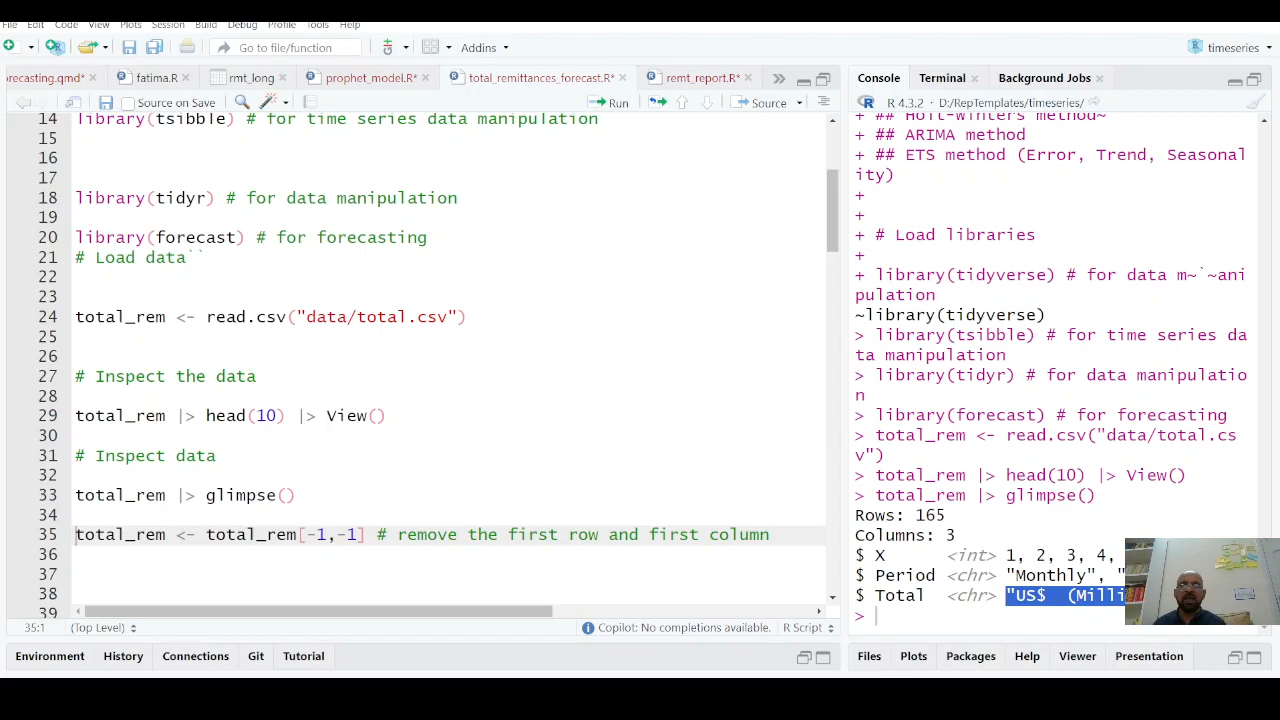 File Edit Code View Plots Session Build Debug Profile Tools Help
Go to file/function
Addins
timeseries
orecasting.qmd*
fatima.R
rmt_long
prophet_model.R*
total_remittances_forecast.R*
remt_report.R*
Source on Save
Run
Source
14 library(tsibble) # for time series data manipulation
15
16
17
18 library(tidyr) # for data manipulation
19
20 library(forecast) # for forecasting
21 # Load data``
22
23
24 total_rem <- read.csv("data/total.csv")
25
26
27 # Inspect the data
28
29 total_rem |> head(10) |> View()
30
31 # Inspect data
32
33 total_rem |> glimpse()
34
35 total_rem <- total_rem[-1,-1] # remove the first row and first column
36
37
38
39
35:1 (Top Level)
Copilot: No completions available.
R Script
Environment History Connections Git Tutorial
Console Terminal Background Jobs
R 4.3.2 · D:/RepTemplates/timeseries/
+ ## Holt-Winters method~
+ ## ARIMA method
+ ## ETS method (Error, Trend, Seasonal
ity)
+
+
+ # Load libraries
+
+ library(tidyverse) # for data m~`~ani
pulation
~library(tidyverse)
> library(tsibble) # for time series da
ta manipulation
> library(tidyr) # for data manipulatio
n
> library(forecast) # for forecasting
> total_rem <- read.csv("data/total.cs
v")
> total_rem |> head(10) |> View()
> total_rem |> glimpse()
Rows: 165
Columns: 3
$ X <int> 1, 2, 3, 4,
$ Period <chr> "Monthly", "
$ Total <chr> "US$ (Milli
>
Files Plots Packages Help Viewer Presentation